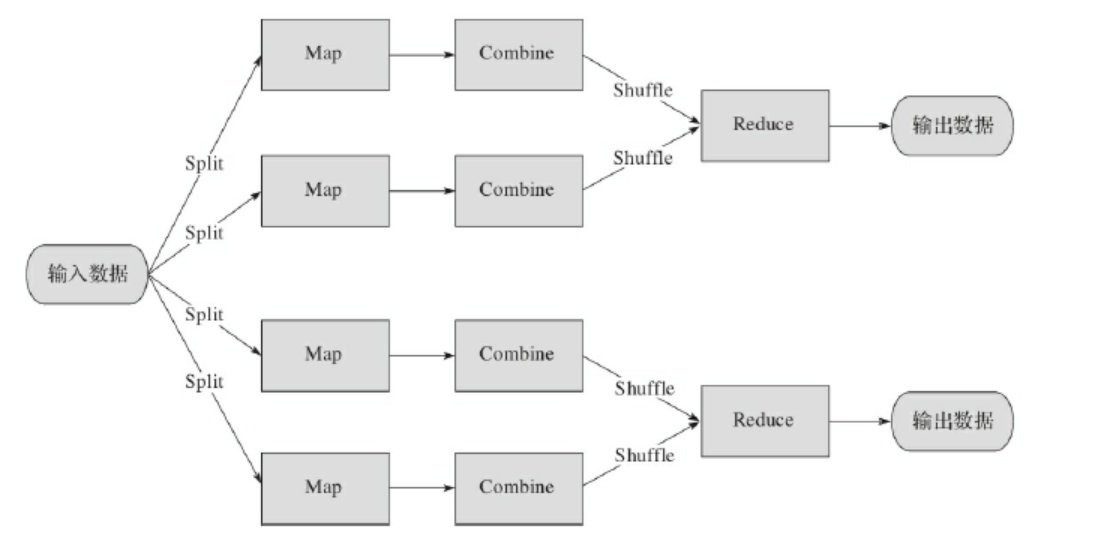 Map
Combine
Shuffle
Reduce
输出数据
Split
Shuffle
Map
Combine
Split
输入数据
Split
Map
Combine
Shuffle
Split
Reduce
输出数据
Shuffle
Map
Combine